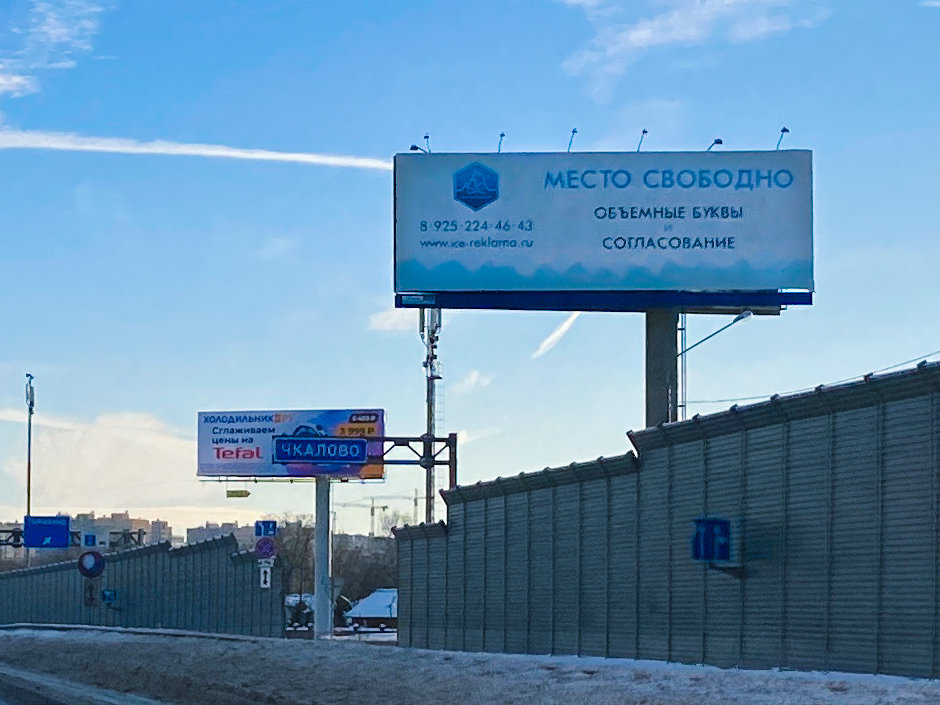 МЕСТО СВОБОДНО
ОБЪЕМНЫЕ БУКВЫ
И
СОГЛАСОВАНИЕ
8-925-224-46-43
www.ice-reklama.ru
ХОЛОДИЛЬНИК.РУ
Сглаживаем
цены на
Tefal
3 999 ₽
ЧКАЛОВО